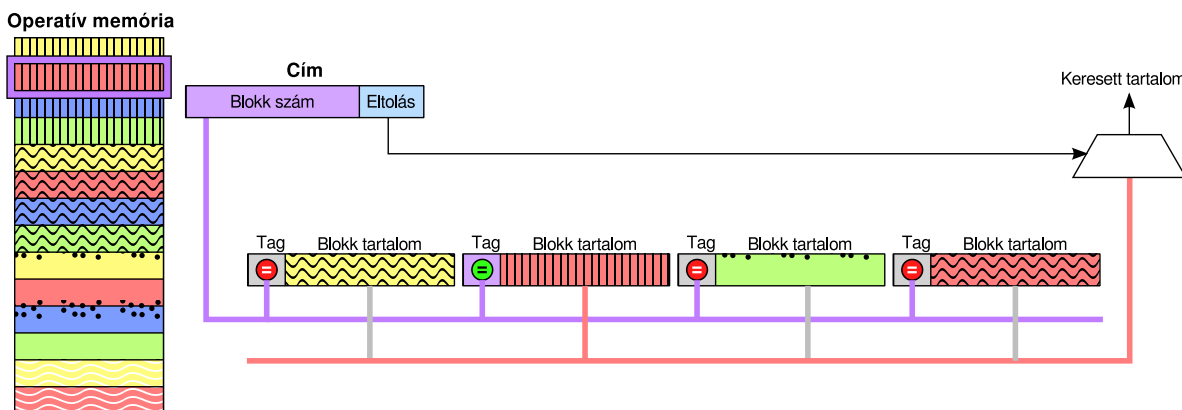 Operatív memória
Cím
Blokk szám Eltolás
Keresett tartalom
Tag Blokk tartalom Tag Blokk tartalom Tag Blokk tartalom Tag Blokk tartalom
= = = =